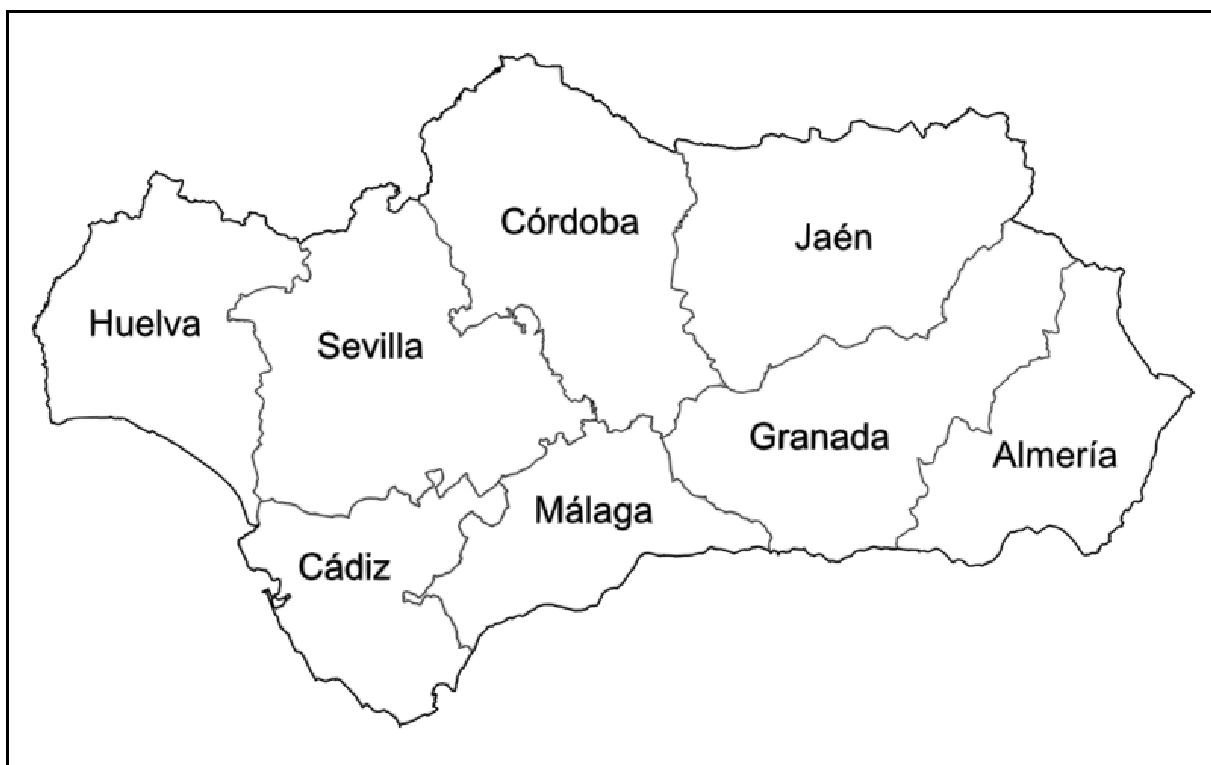 Córdoba
Jaén
Huelva
Sevilla
Granada
Almería
Málaga
Cádiz